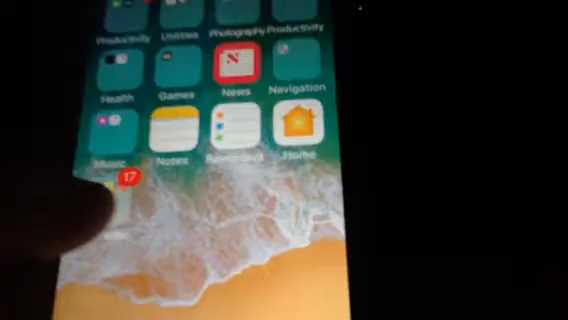 Productivity Utilities Photography Productivity
Health Games News Navigation
Music Notes Reminders Home
17